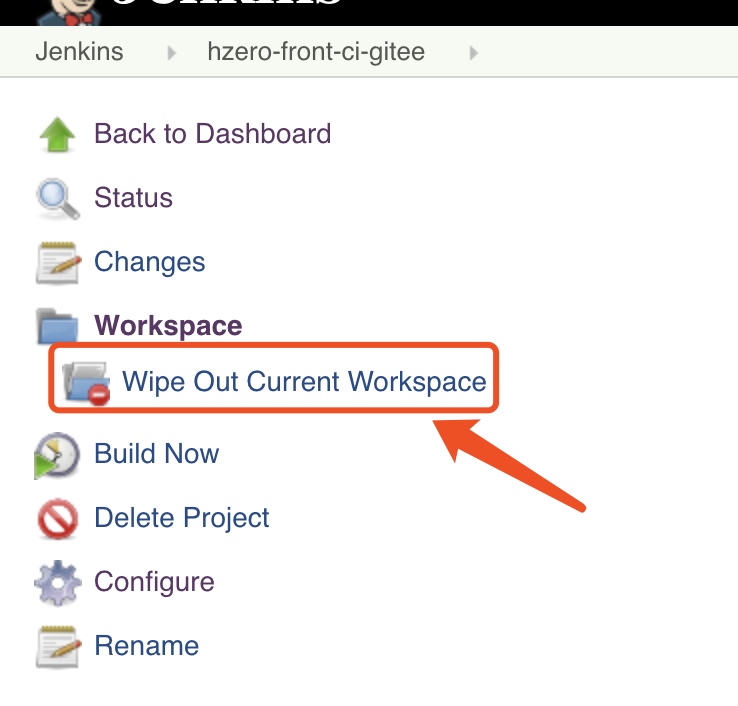 Jenkins
Jenkins hzero-front-ci-gitee
Back to Dashboard
Status
Changes
Workspace
Wipe Out Current Workspace
Build Now
Delete Project
Configure
Rename